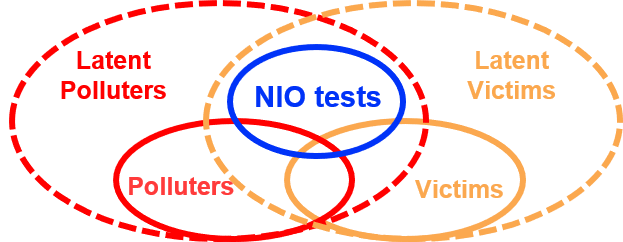 Latent
Polluters
NIO tests
Latent
Victims
Polluters
Victims